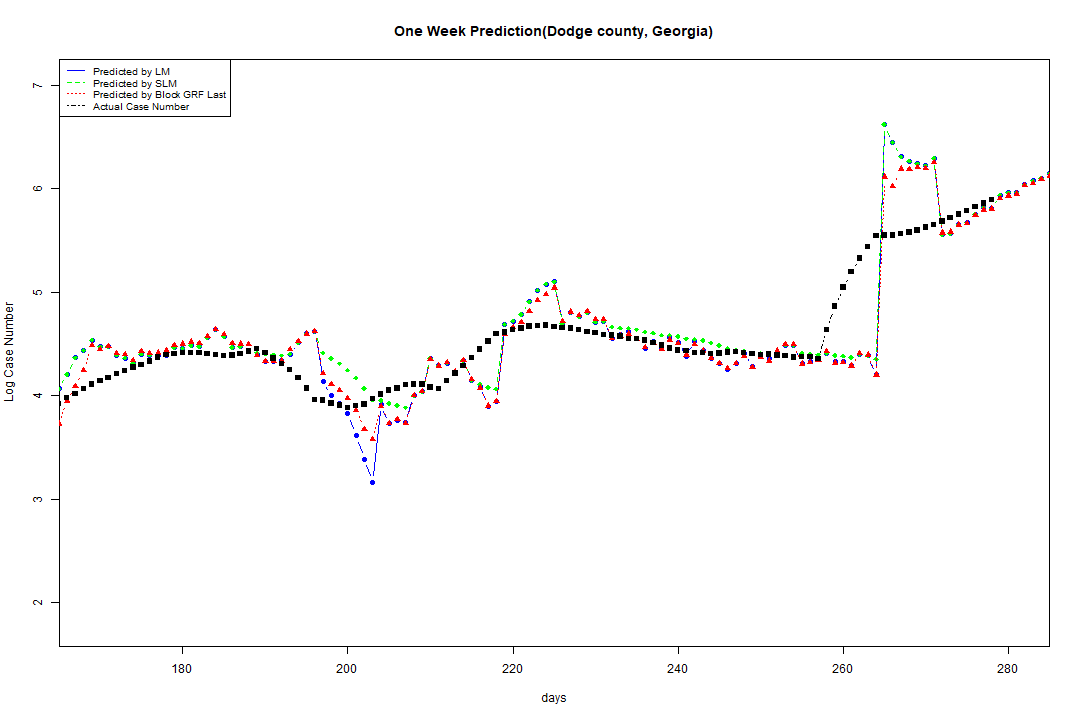 One Week Prediction(Dodge county, Georgia)
Predicted by LM
Predicted by SLM
Predicted by Block GRF Last
Actual Case Number
7
6
5
4
3
2
Log Case Number
180
200
220
240
260
280
days